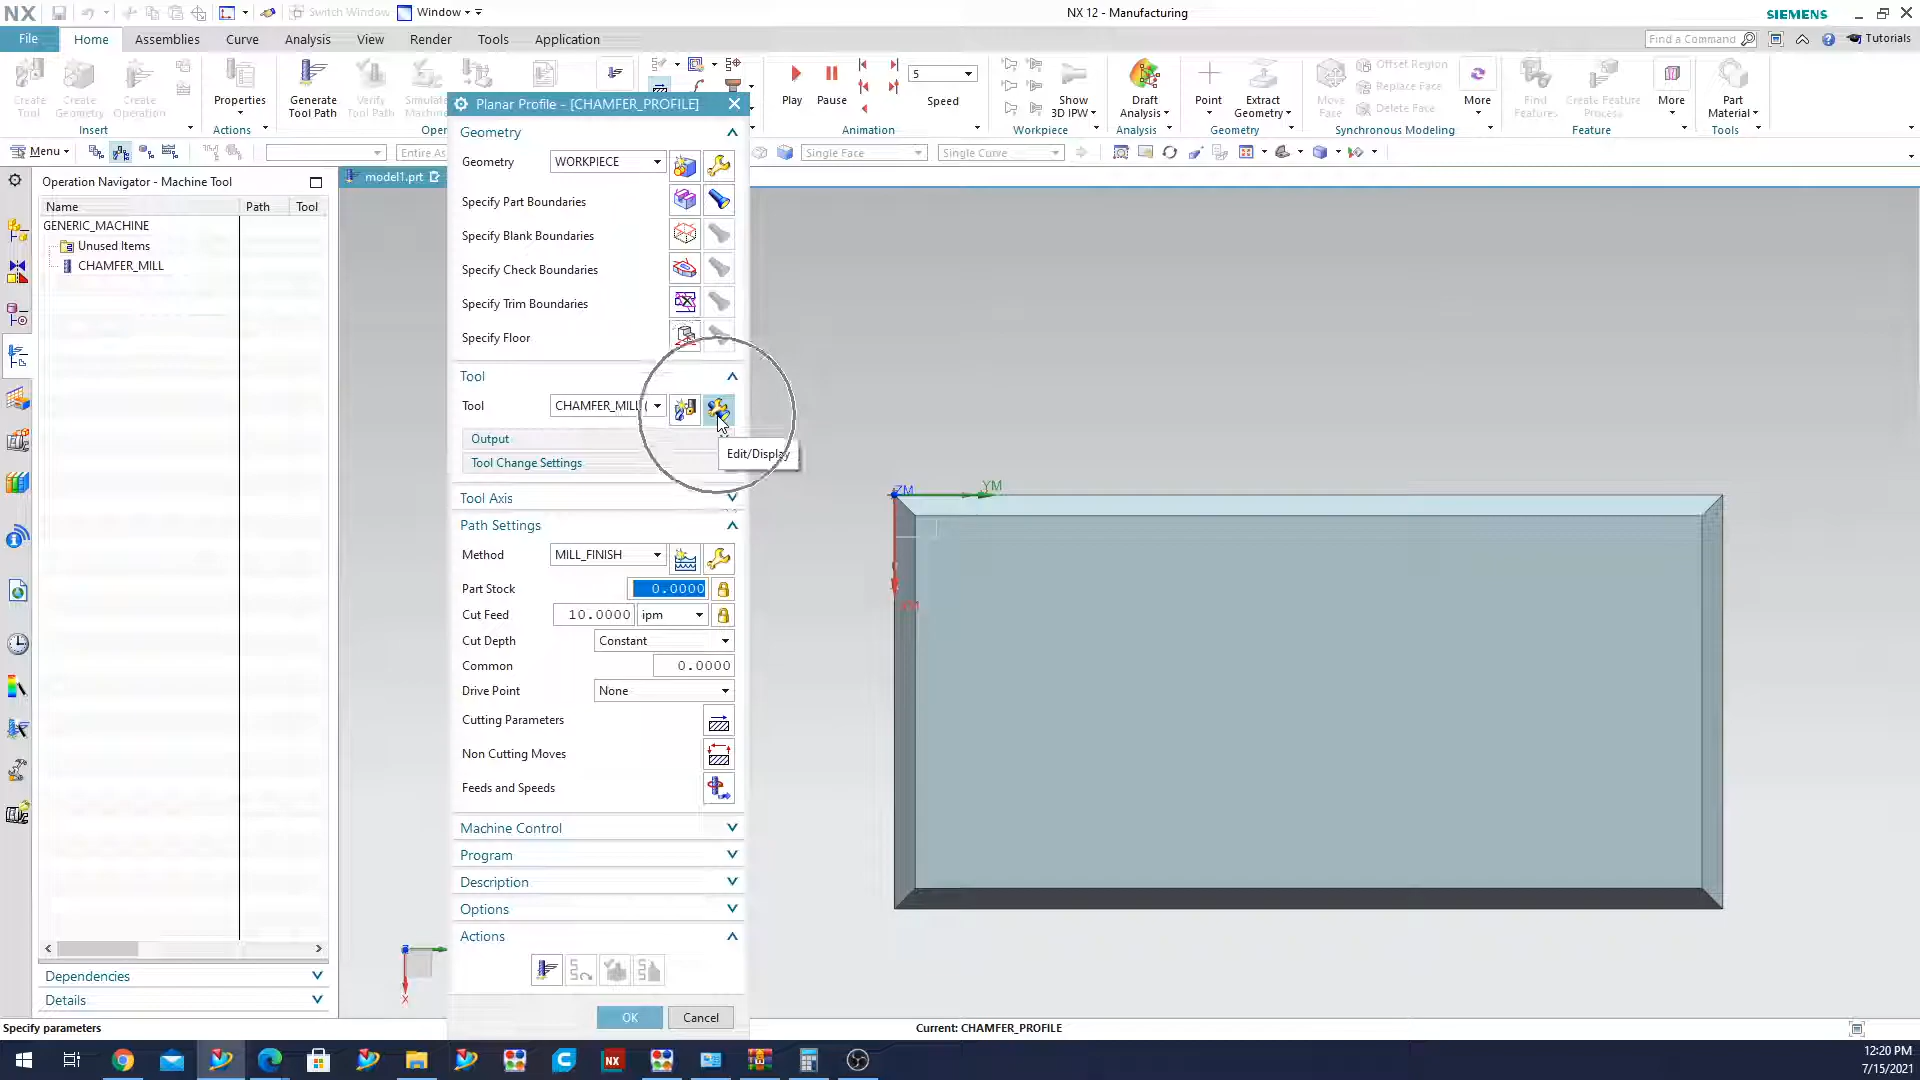 NX
Switch Window
Window
NX 12 - Manufacturing
SIEMENS
File
Home
Assemblies
Curve
Analysis
View
Render
Tools
Application
Find a Command
Tutorials
Create Tool
Create Geometry
Create Operation
Insert
Properties
Actions
Generate Tool Path
Verify Tool Path
Play
Pause
5
Speed
Animation
Show 3D IPW
Workpiece
Draft Analysis
Analysis
Point
Extract Geometry
Geometry
Move Face
Offset Region
Replace Face
Delete Face
More
Synchronous Modeling
Find Features
Create Feature Process
More
Feature
Part Material
Tools
Menu
Single Face
Single Curve
Operation Navigator - Machine Tool
Name
Path
Tool
GENERIC_MACHINE
Unused Items
CHAMFER_MILL
Dependencies
Details
model1.prt
Planar Profile - [CHAMFER_PROFILE]
Geometry
Geometry
WORKPIECE
Specify Part Boundaries
Specify Blank Boundaries
Specify Check Boundaries
Specify Trim Boundaries
Specify Floor
Tool
Tool
CHAMFER_MILL (
Output
Edit/Display
Tool Change Settings
Tool Axis
Path Settings
Method
MILL_FINISH
Part Stock
0.0000
Cut Feed
10.0000
ipm
Cut Depth
Constant
Common
0.0000
Drive Point
None
Cutting Parameters
Non Cutting Moves
Feeds and Speeds
Machine Control
Program
Description
Options
Actions
OK
Cancel
ZM
YM
X
Specify parameters
Current: CHAMFER_PROFILE
NX
12:20 PM
7/15/2021